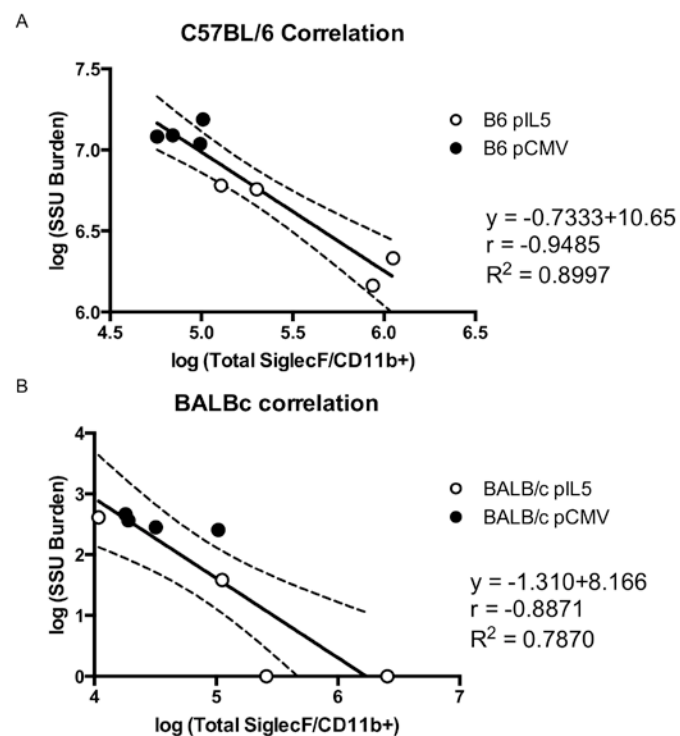 A
C57BL/6 Correlation
7.5
7.0
6.5
6.0
4.5 5.0 5.5 6.0 6.5
log (SSU Burden)
log (Total SiglecF/CD11b+)
B6 pIL5
B6 pCMV
y = -0.7333+10.65
r = -0.9485
R² = 0.8997
B
BALBc correlation
4
3
2
1
0
4 5 6 7
log (SSU Burden)
log (Total SiglecF/CD11b+)
BALB/c pIL5
BALB/c pCMV
y = -1.310+8.166
r = -0.8871
R² = 0.7870